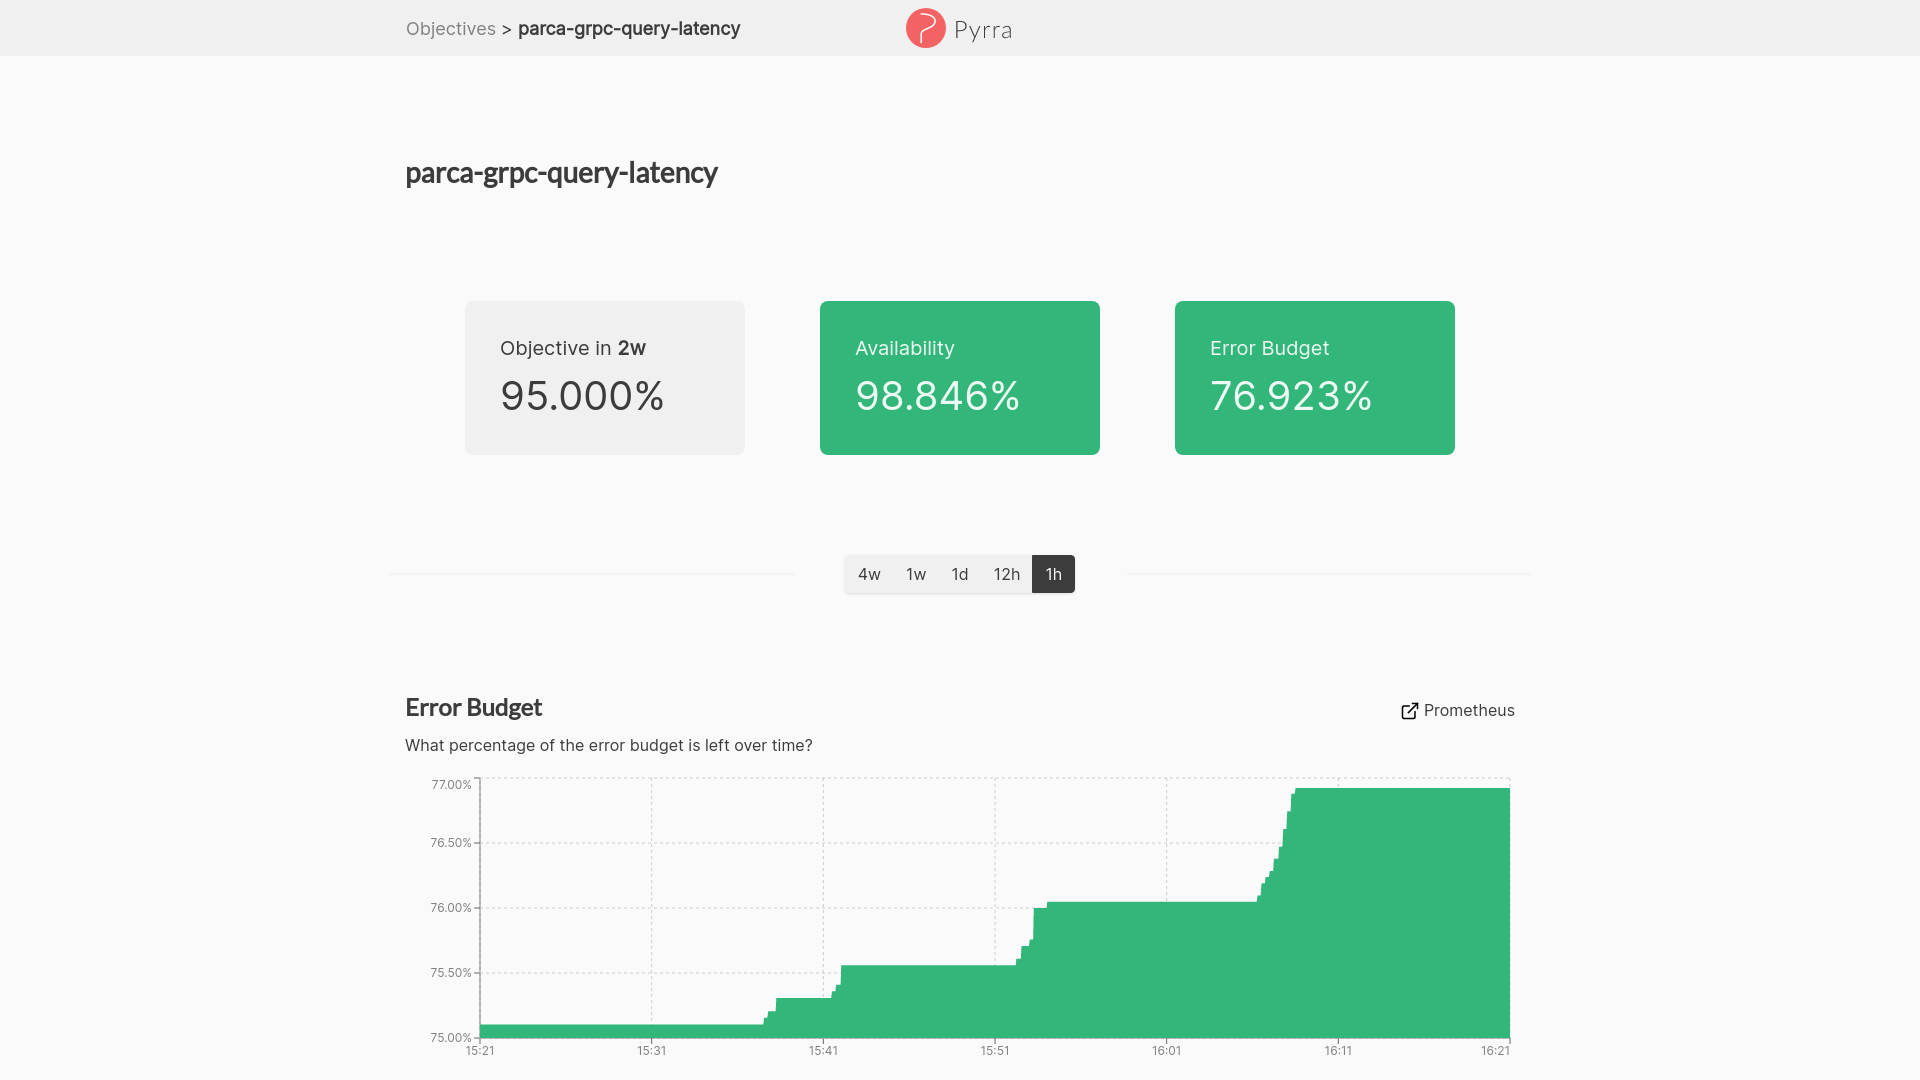 Objectives > parca-grpc-query-latency
Pyrra
parca-grpc-query-latency
Objective in 2w
95.000%
Availability
98.846%
Error Budget
76.923%
4w 1w 1d 12h 1h
Error Budget
Prometheus
What percentage of the error budget is left over time?
77.00%
76.50%
76.00%
75.50%
75.00%
15:21 15:31 15:41 15:51 16:01 16:11 16:21